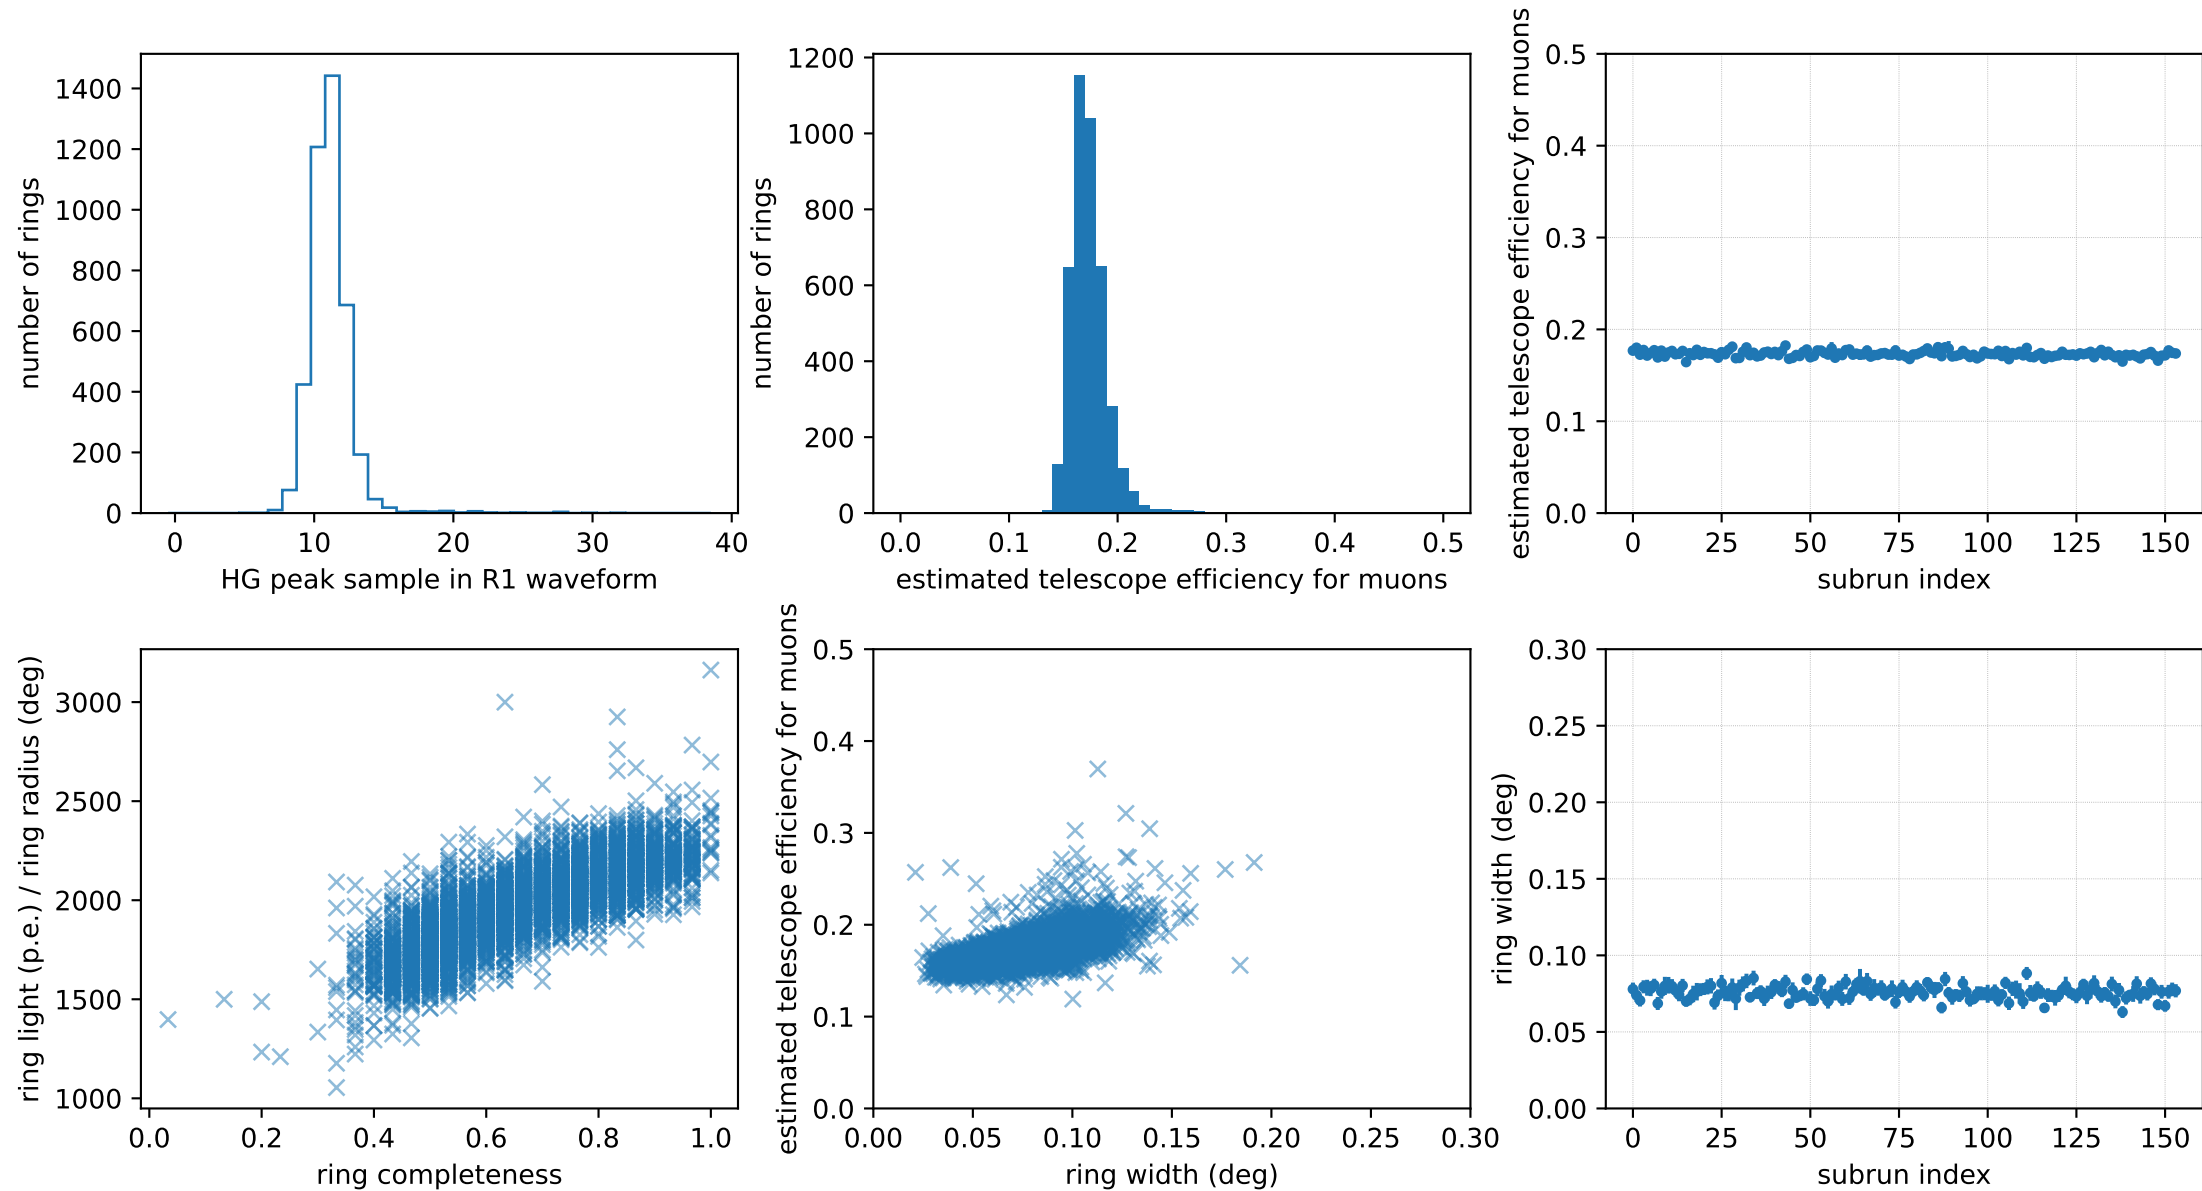 number of rings
1400
1200
1000
800
600
400
200
0
0 10 20 30 40
HG peak sample in R1 waveform
number of rings
1200
1000
800
600
400
200
0
0.0 0.1 0.2 0.3 0.4 0.5
estimated telescope efficiency for muons
estimated telescope efficiency for muons
0.5
0.4
0.3
0.2
0.1
0.0
0 25 50 75 100 125 150
subrun index
ring light (p.e.) / ring radius (deg)
3000
2500
2000
1500
1000
0.0 0.2 0.4 0.6 0.8 1.0
ring completeness
estimated telescope efficiency for muons
0.5
0.4
0.3
0.2
0.1
0.0
0.00 0.05 0.10 0.15 0.20 0.25 0.30
ring width (deg)
ring width (deg)
0.30
0.25
0.20
0.15
0.10
0.05
0.00
0 25 50 75 100 125 150
subrun index